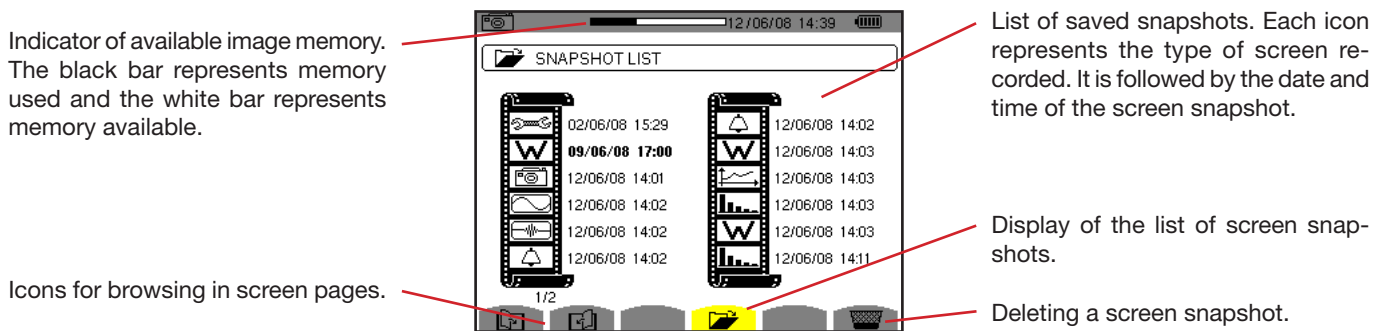 Indicator of available image memory.
The black bar represents memory
used and the white bar represents
memory available.
Icons for browsing in screen pages.
12/06/08 14:39
SNAPSHOT LIST
02/06/08 15:29
W 09/06/08 17:00
12/06/08 14:01
12/06/08 14:02
12/06/08 14:02
12/06/08 14:02
1/2
12/06/08 14:02
W 12/06/08 14:03
12/06/08 14:03
12/06/08 14:03
W 12/06/08 14:03
12/06/08 14:11
List of saved snapshots. Each icon
represents the type of screen re-
corded. It is followed by the date and
time of the screen snapshot.
Display of the list of screen snap-
shots.
Deleting a screen snapshot.